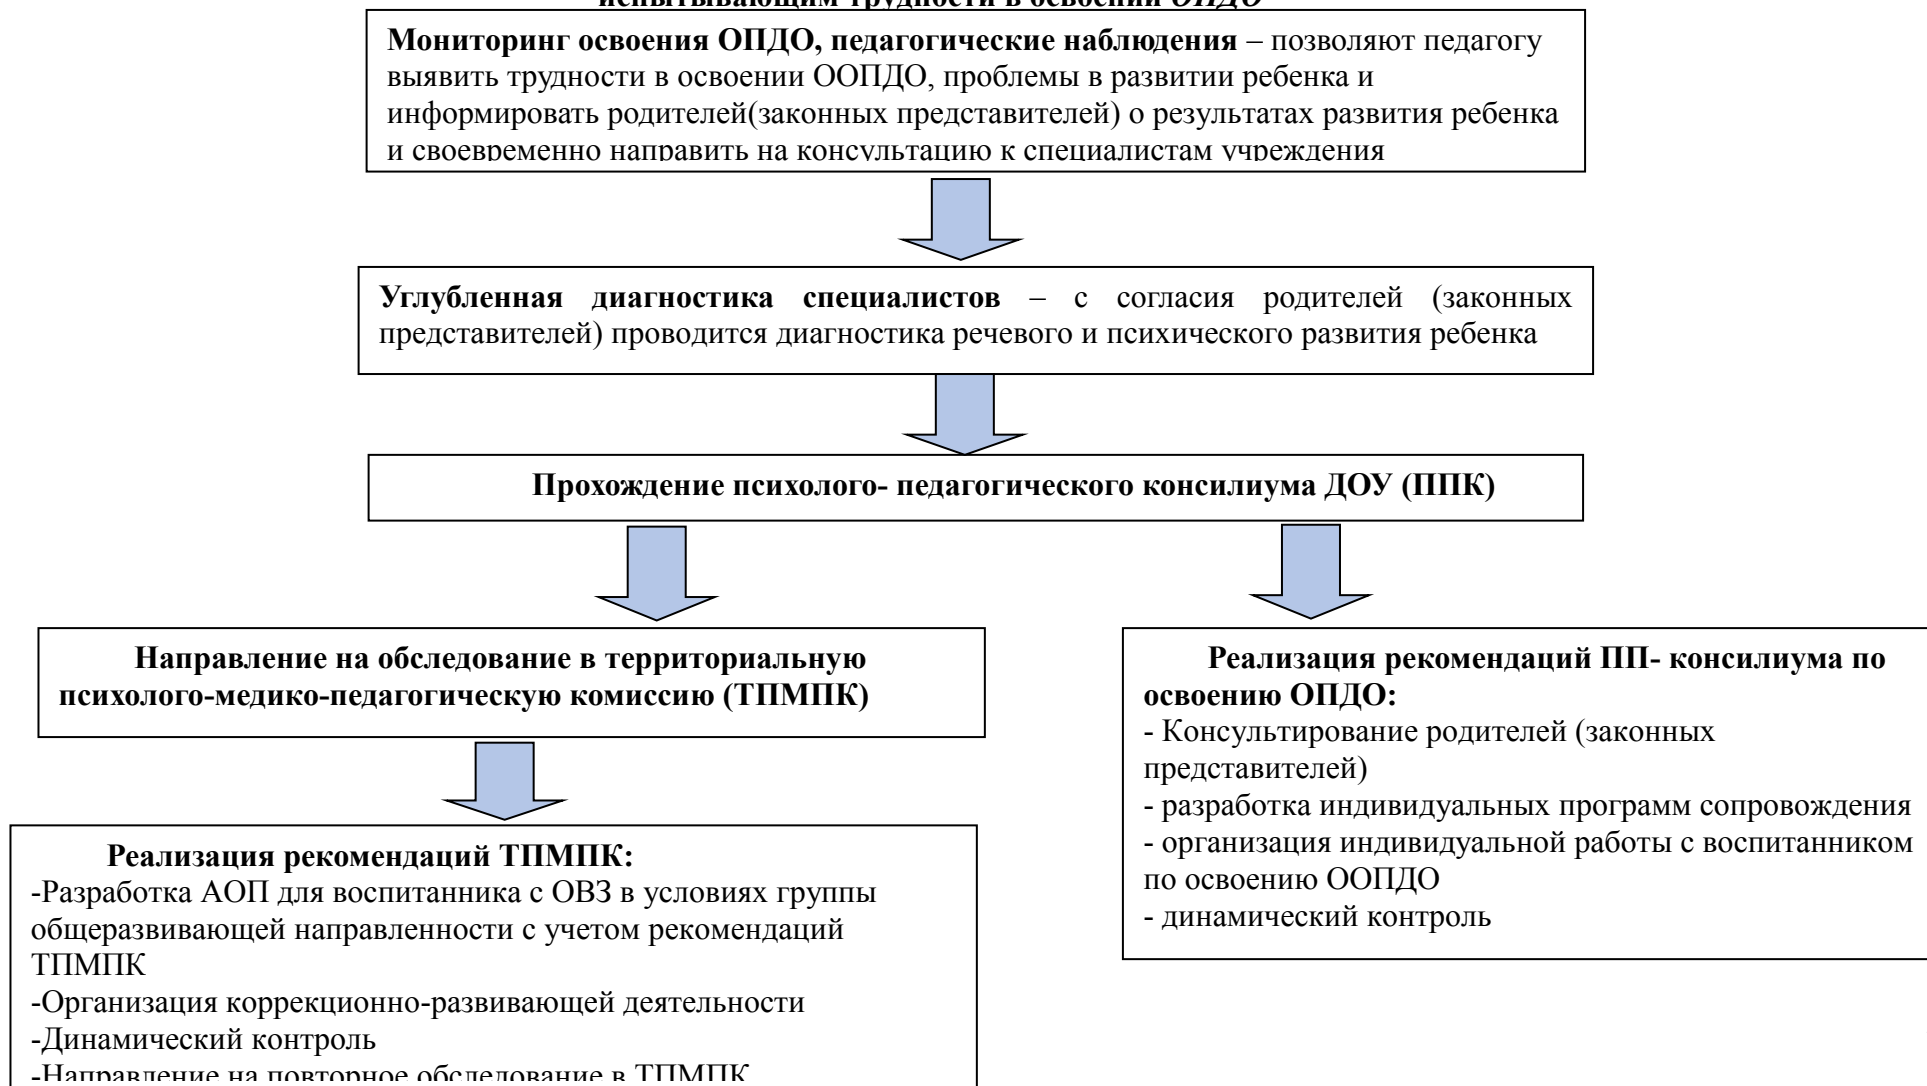 испытывающим трудности в освоении ОПДО
Мониторинг освоения ОПДО, педагогические наблюдения – позволяют педагогу
выявить трудности в освоении ООПДО, проблемы в развитии ребенка и
информировать родителей(законных представителей) о результатах развития ребенка
и своевременно направить на консультацию к специалистам учреждения
Углубленная диагностика специалистов – с согласия родителей (законных
представителей) проводится диагностика речевого и психического развития ребенка
Прохождение психолого- педагогического консилиума ДОУ (ППК)
Направление на обследование в территориальную
психолого-медико-педагогическую комиссию (ТПМПК)
Реализация рекомендаций ТПМПК:
-Разработка АОП для воспитанника с ОВЗ в условиях группы
общеразвивающей направленности с учетом рекомендаций
ТПМПК
-Организация коррекционно-развивающей деятельности
-Динамический контроль
-Направление на повторное обследование в ТПМПК
Реализация рекомендаций ПП- консилиума по
освоению ОПДО:
- Консультирование родителей (законных
представителей)
- разработка индивидуальных программ сопровождения
- организация индивидуальной работы с воспитанником
по освоению ООПДО
- динамический контроль